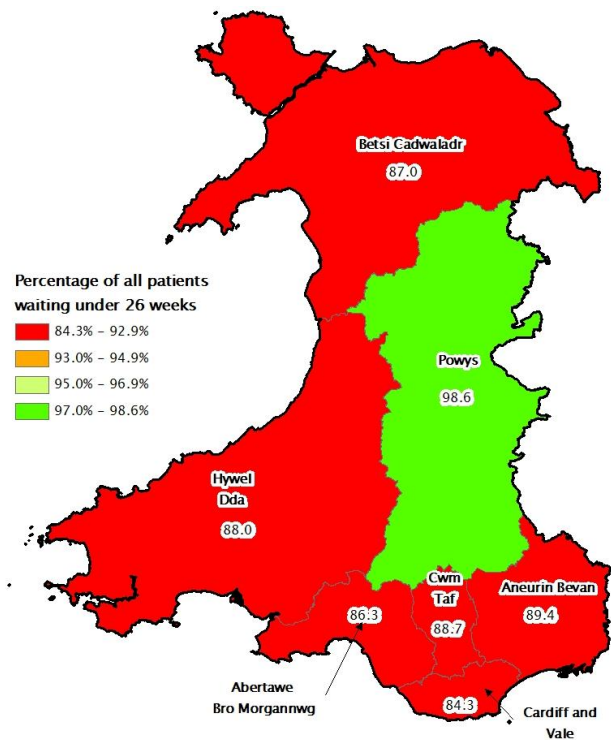 Betsi Cadwaladr
87.0
Percentage of all patients
waiting under 26 weeks
84.3% - 92.9%
93.0% - 94.9%
95.0% - 96.9%
97.0% - 98.6%
Powys
98.6
Hywel
Dda
88.0
Cwm
Taf
88.7
Aneurin Bevan
89.4
86.3
Abertawe
Bro Morgannwg
84.3
Cardiff and
Vale